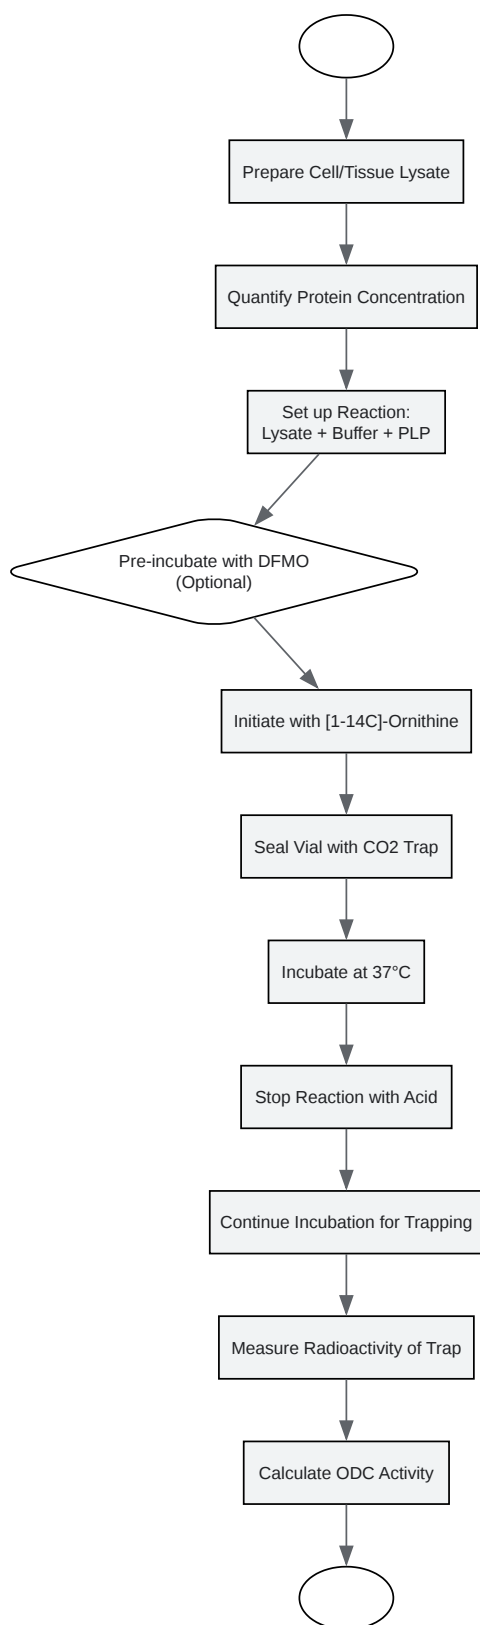 Prepare Cell/Tissue Lysate
Quantify Protein Concentration
Set up Reaction:
Lysate + Buffer + PLP
Pre-incubate with DFMO
(Optional)
Initiate with [1-14C]-Ornithine
Seal Vial with CO2 Trap
Incubate at 37°C
Stop Reaction with Acid
Continue Incubation for Trapping
Measure Radioactivity of Trap
Calculate ODC Activity